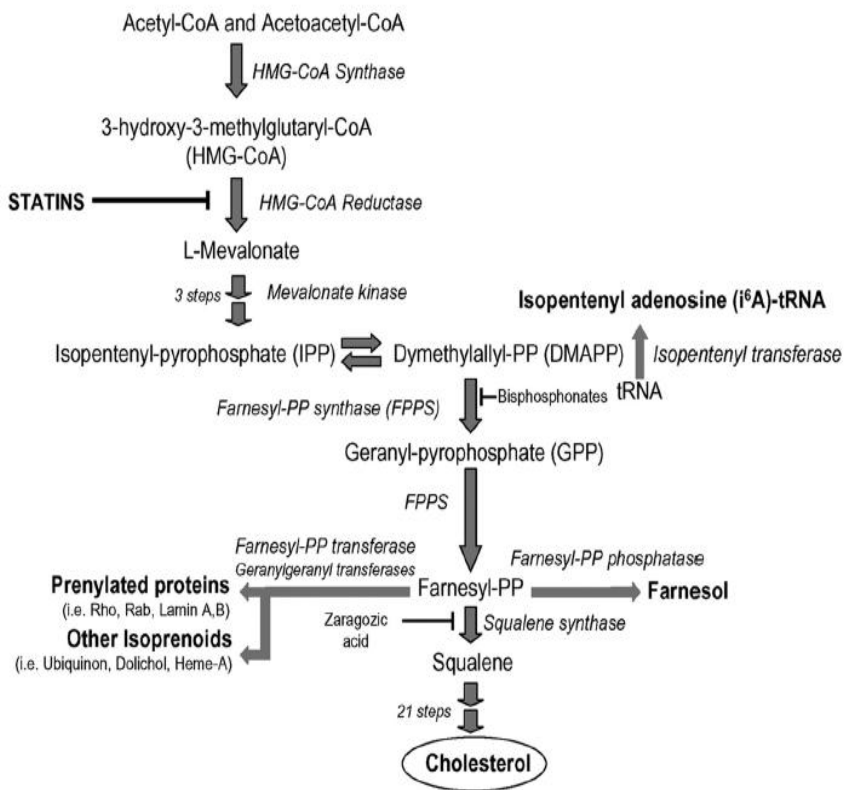 Acetyl-CoA and Acetoacetyl-CoA
HMG-CoA Synthase
3-hydroxy-3-methylglutaryl-CoA
(HMG-CoA)
STATINS
HMG-CoA Reductase
L-Mevalonate
3 steps
Mevalonate kinase
Isopentenyl adenosine (i⁶A)-tRNA
Isopentenyl-pyrophosphate (IPP)
Dymethylallyl-PP (DMAPP)
Isopentenyl transferase
Bisphosphonates
tRNA
Farnesyl-PP synthase (FPPS)
Geranyl-pyrophosphate (GPP)
FPPS
Farnesyl-PP transferase
Geranylgeranyl transferases
Farnesyl-PP phosphatase
Prenylated proteins
(i.e. Rho, Rab, Lamin A,B)
Farnesyl-PP
Farnesol
Other Isoprenoids
(i.e. Ubiquinon, Dolichol, Heme-A)
Zaragozic
acid
Squalene synthase
Squalene
21 steps
Cholesterol